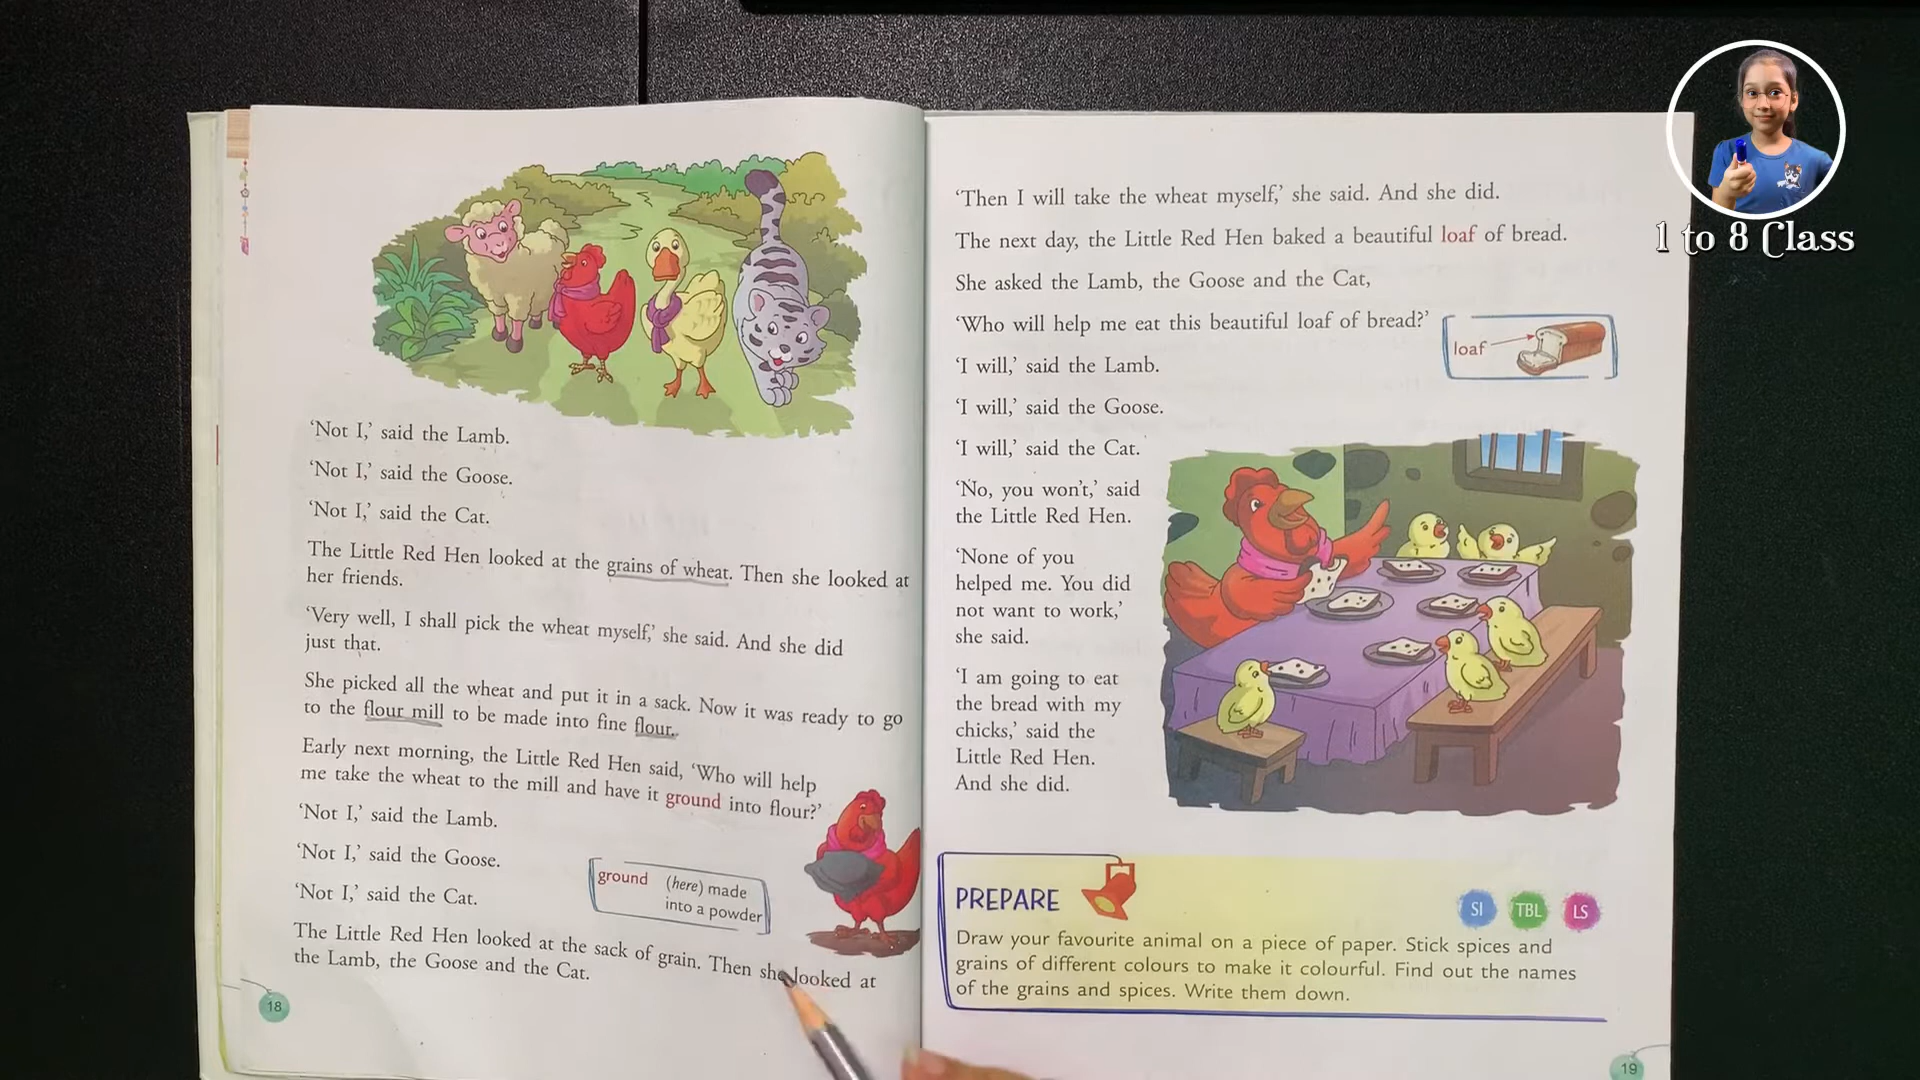 ‘Not I,’ said the Lamb.
‘Not I,’ said the Goose.
‘Not I,’ said the Cat.
The Little Red Hen looked at the grains of wheat. Then she looked at
her friends.
‘Very well, I shall pick the wheat myself,’ she said. And she did
just that.
She picked all the wheat and put it in a sack. Now it was ready to go
to the flour mill to be made into fine flour.
Early next morning, the Little Red Hen said, ‘Who will help
me take the wheat to the mill and have it ground into flour?’
‘Not I,’ said the Lamb.
‘Not I,’ said the Goose.
‘Not I,’ said the Cat.
ground (here) made
into a powder
The Little Red Hen looked at the sack of grain. Then she looked at
the Lamb, the Goose and the Cat.
18
‘Then I will take the wheat myself,’ she said. And she did.
The next day, the Little Red Hen baked a beautiful loaf of bread.
She asked the Lamb, the Goose and the Cat,
‘Who will help me eat this beautiful loaf of bread?’
loaf
‘I will,’ said the Lamb.
‘I will,’ said the Goose.
‘I will,’ said the Cat.
‘No, you won’t,’ said
the Little Red Hen.
‘None of you
helped me. You did
not want to work,’
she said.
‘I am going to eat
the bread with my
chicks,’ said the
Little Red Hen.
And she did.
PREPARE
SI TBL LS
Draw your favourite animal on a piece of paper. Stick spices and
grains of different colours to make it colourful. Find out the names
of the grains and spices. Write them down.
19
1 to 8 Class